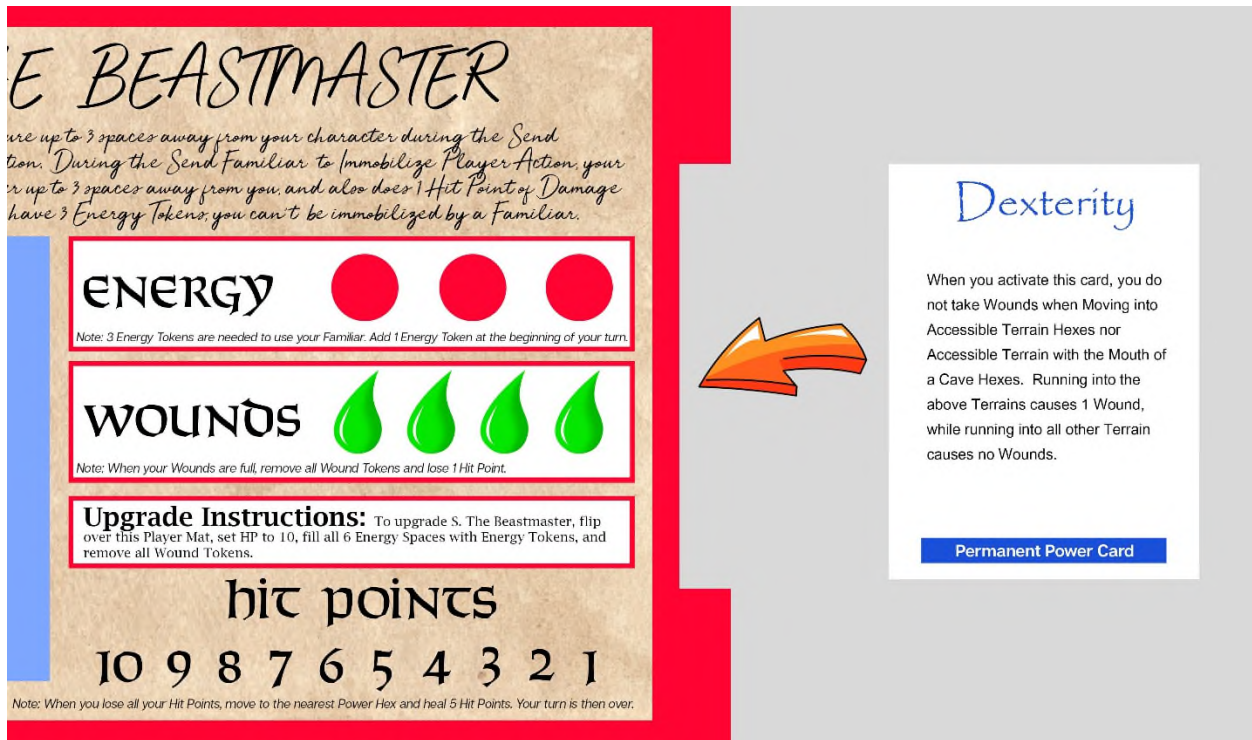 E BEASTMASTER
ure up to 3 spaces away from your character during the Send
tion. During the Send Familiar to Immobilize Player Action, your
r up to 3 spaces away from you, and also does 1 Hit Point of Damage
have 3 Energy Tokens, you can't be immobilized by a Familiar.
ENERGY
Note: 3 Energy Tokens are needed to use your Familiar. Add 1 Energy Token at the beginning of your turn.
WOUNDS
Note: When your Wounds are full, remove all Wound Tokens and lose 1 Hit Point.
Upgrade Instructions: To upgrade S. The Beastmaster, flip
over this Player Mat, set HP to 10, fill all 6 Energy Spaces with Energy Tokens, and
remove all Wound Tokens.
hit points
10 9 8 7 6 5 4 3 2 1
Note: When you lose all your Hit Points, move to the nearest Power Hex and heal 5 Hit Points. Your turn is then over.
Dexterity
When you activate this card, you do
not take Wounds when Moving into
Accessible Terrain Hexes nor
Accessible Terrain with the Mouth of
a Cave Hexes. Running into the
above Terrains causes 1 Wound,
while running into all other Terrain
causes no Wounds.
Permanent Power Card